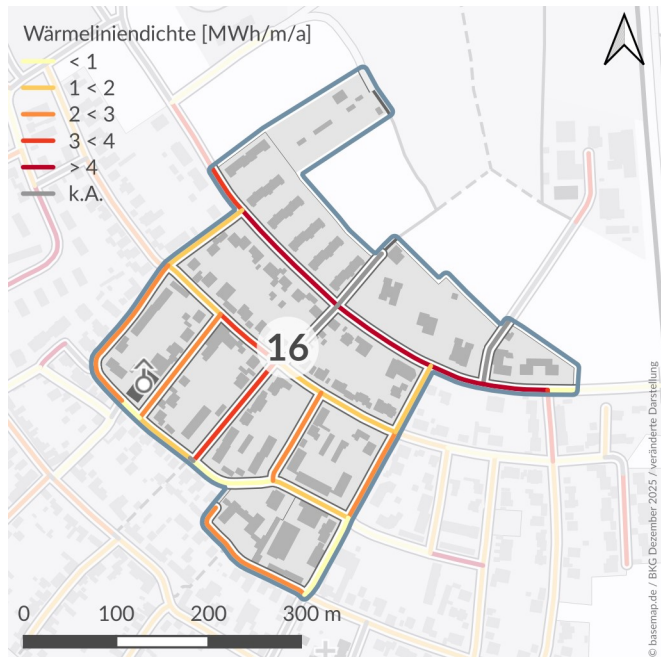 Wärmeliniendichte [MWh/m/a]
< 1
1 < 2
2 < 3
3 < 4
> 4
k.A.
16
0 100 200 300 m
© basemap.de / BKG Dezember 2025 / veränderte Darstellung